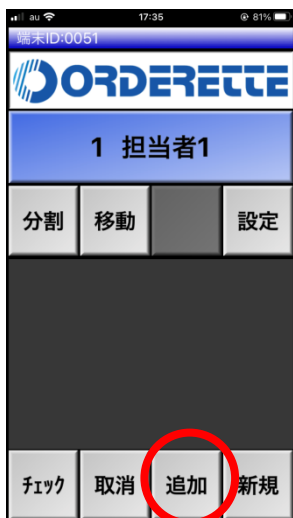 au 17:35 81%
端末ID:0051
ORDERETTE
1 担当者1
分割 移動 設定
ﾁｪｯｸ 取消 追加 新規